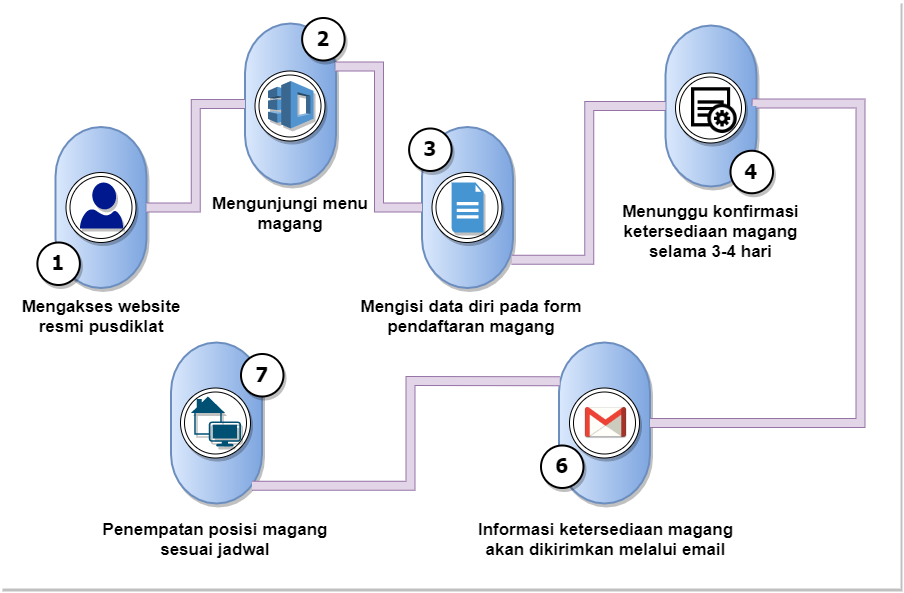 1
Mengakses website
resmi pusdiklat
2
Mengunjungi menu
magang
3
Mengisi data diri pada form
pendaftaran magang
4
Menunggu konfirmasi
ketersediaan magang
selama 3-4 hari
6
Informasi ketersediaan magang
akan dikirimkan melalui email
7
Penempatan posisi magang
sesuai jadwal